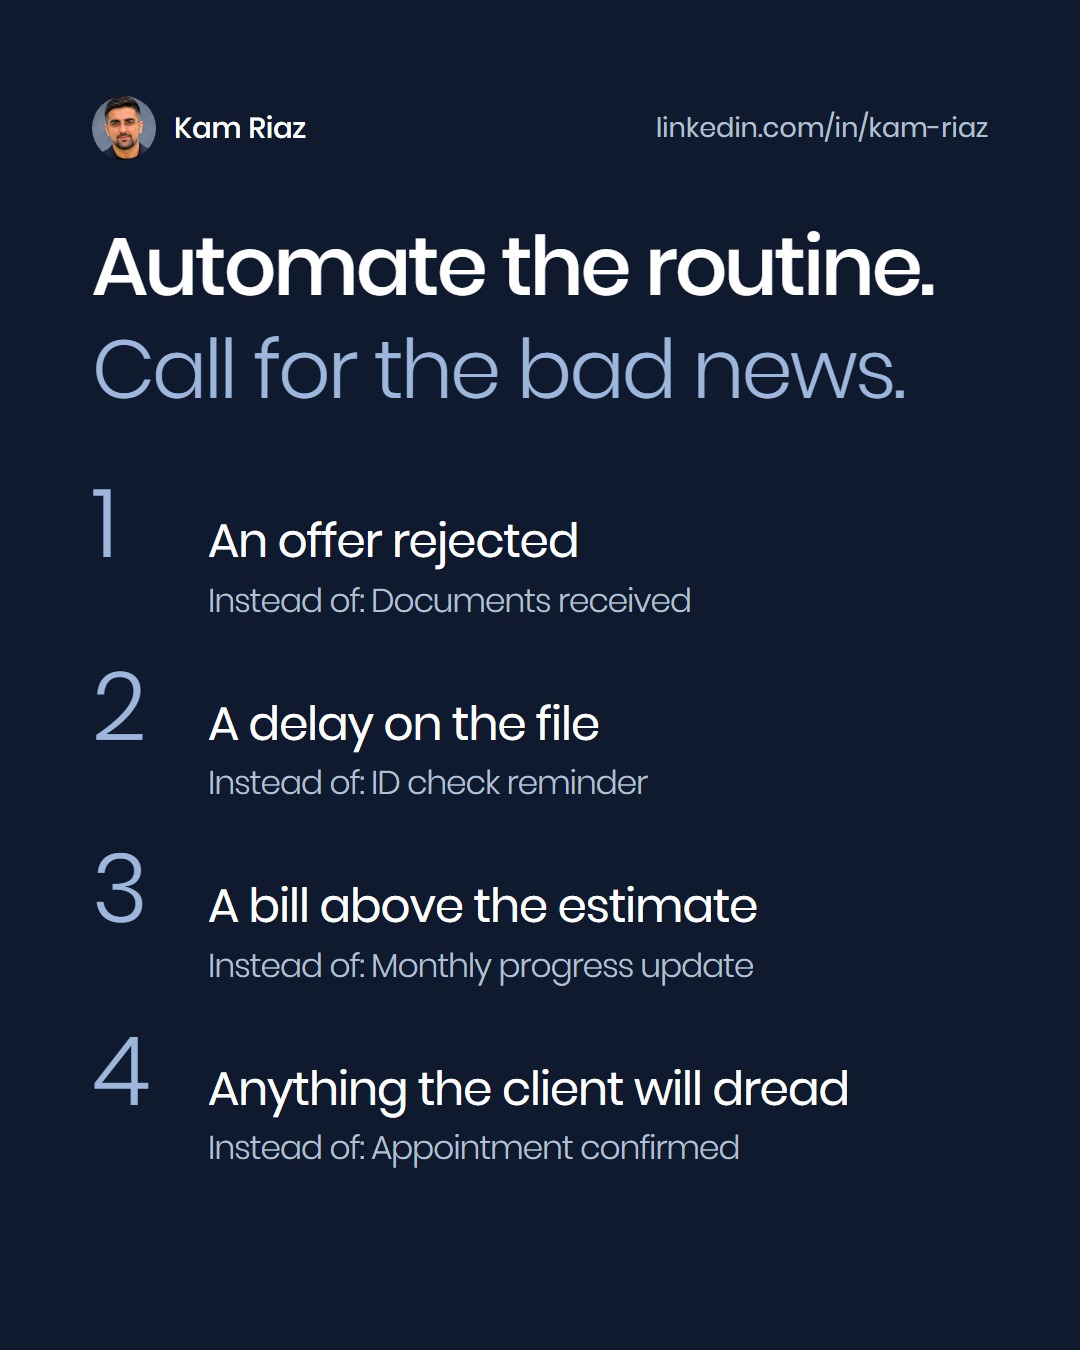 Kam Riaz
linkedin.com/in/kam-riaz
Automate the routine.
Call for the bad news.
1
An offer rejected
Instead of: Documents received
2
A delay on the file
Instead of: ID check reminder
3
A bill above the estimate
Instead of: Monthly progress update
4
Anything the client will dread
Instead of: Appointment confirmed